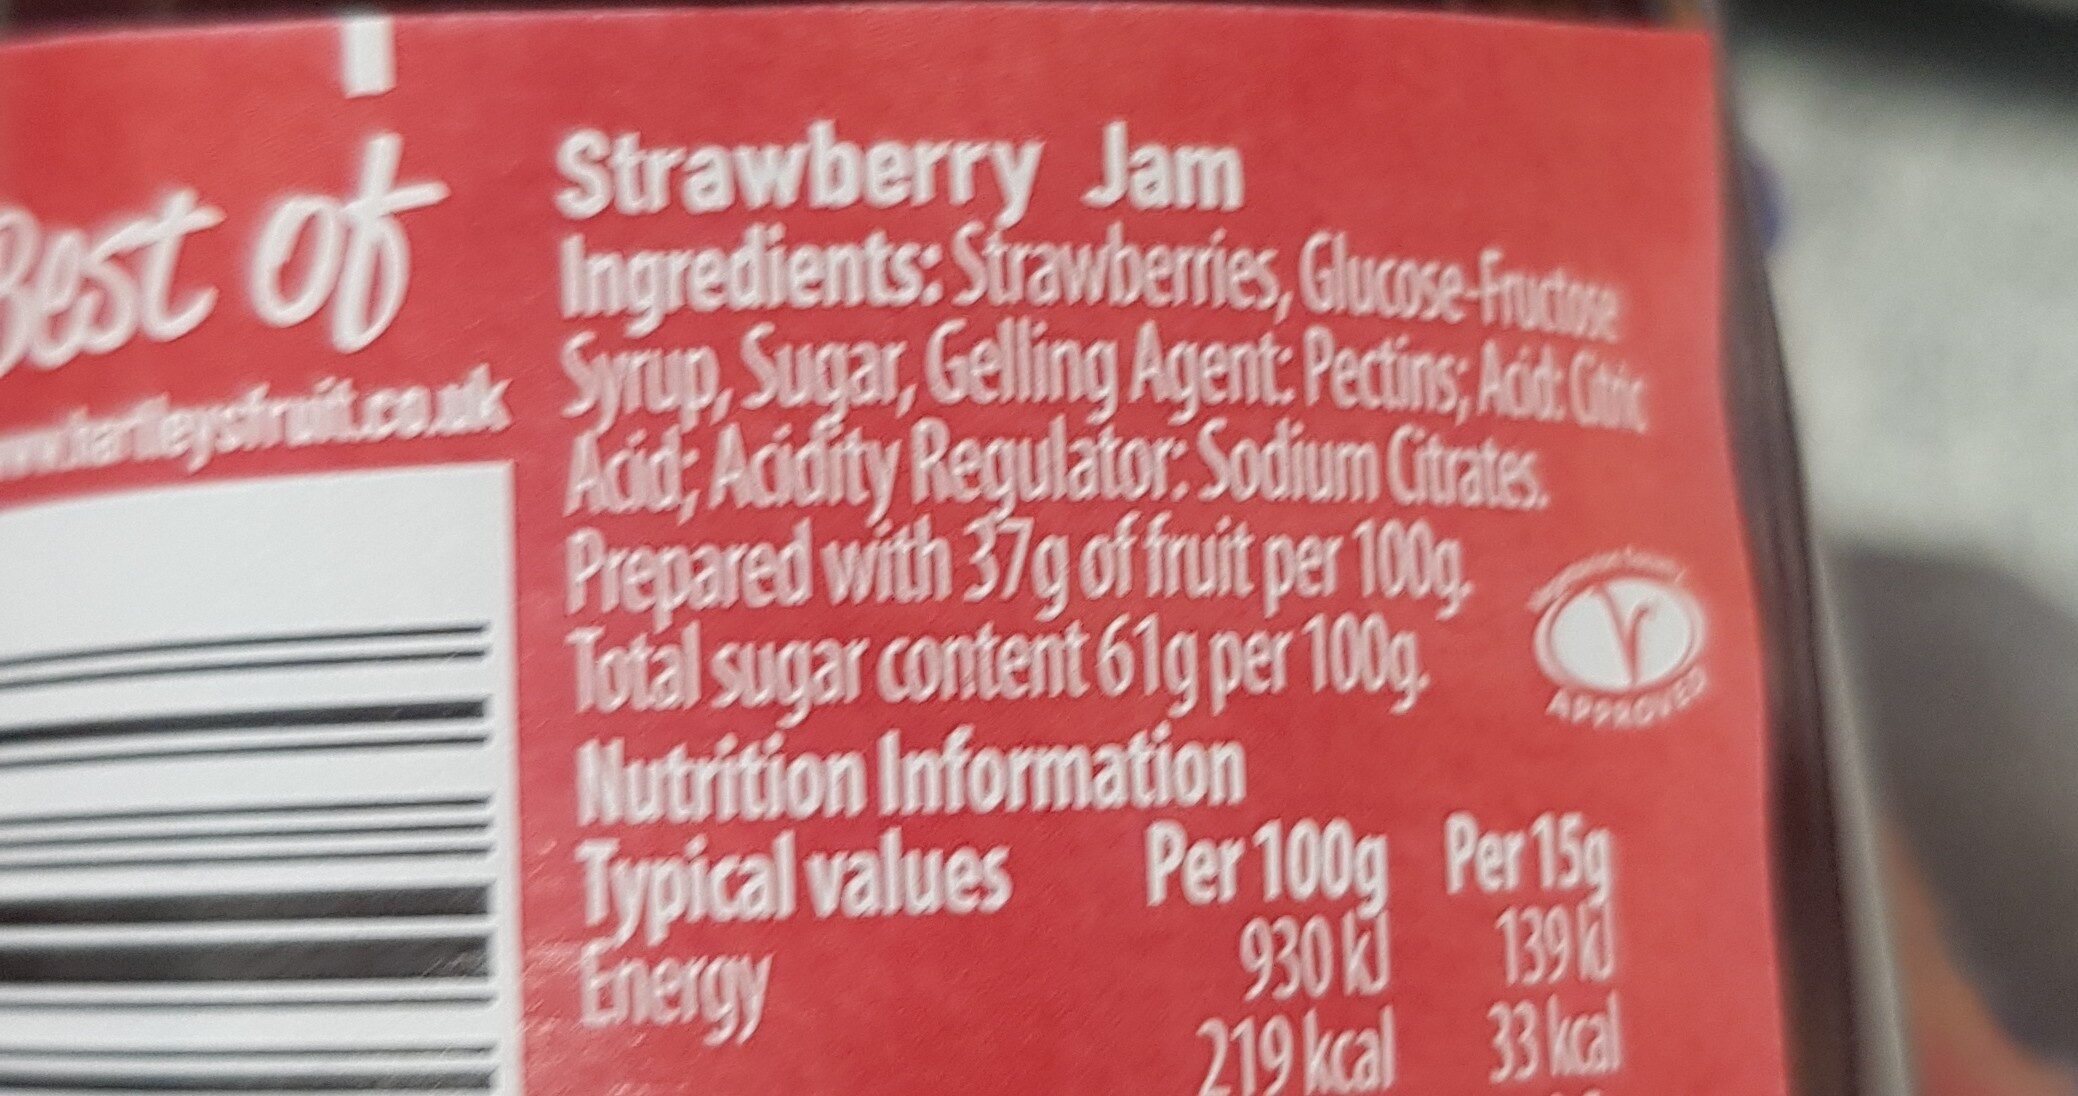 Best of
hartleysfruit.co.uk
Strawberry Jam
Ingredients: Strawberries, Glucose-Fructose
Syrup, Sugar, Gelling Agent: Pectins; Acid: Citric
Acid; Acidity Regulator: Sodium Citrates.
Prepared with 37g of fruit per 100g.
Total sugar content 61g per 100g.
APPROVED
Nutrition Information
Typical values Per 100g Per 15g
Energy 930 kJ 139 kJ
219 kcal 33 kcal